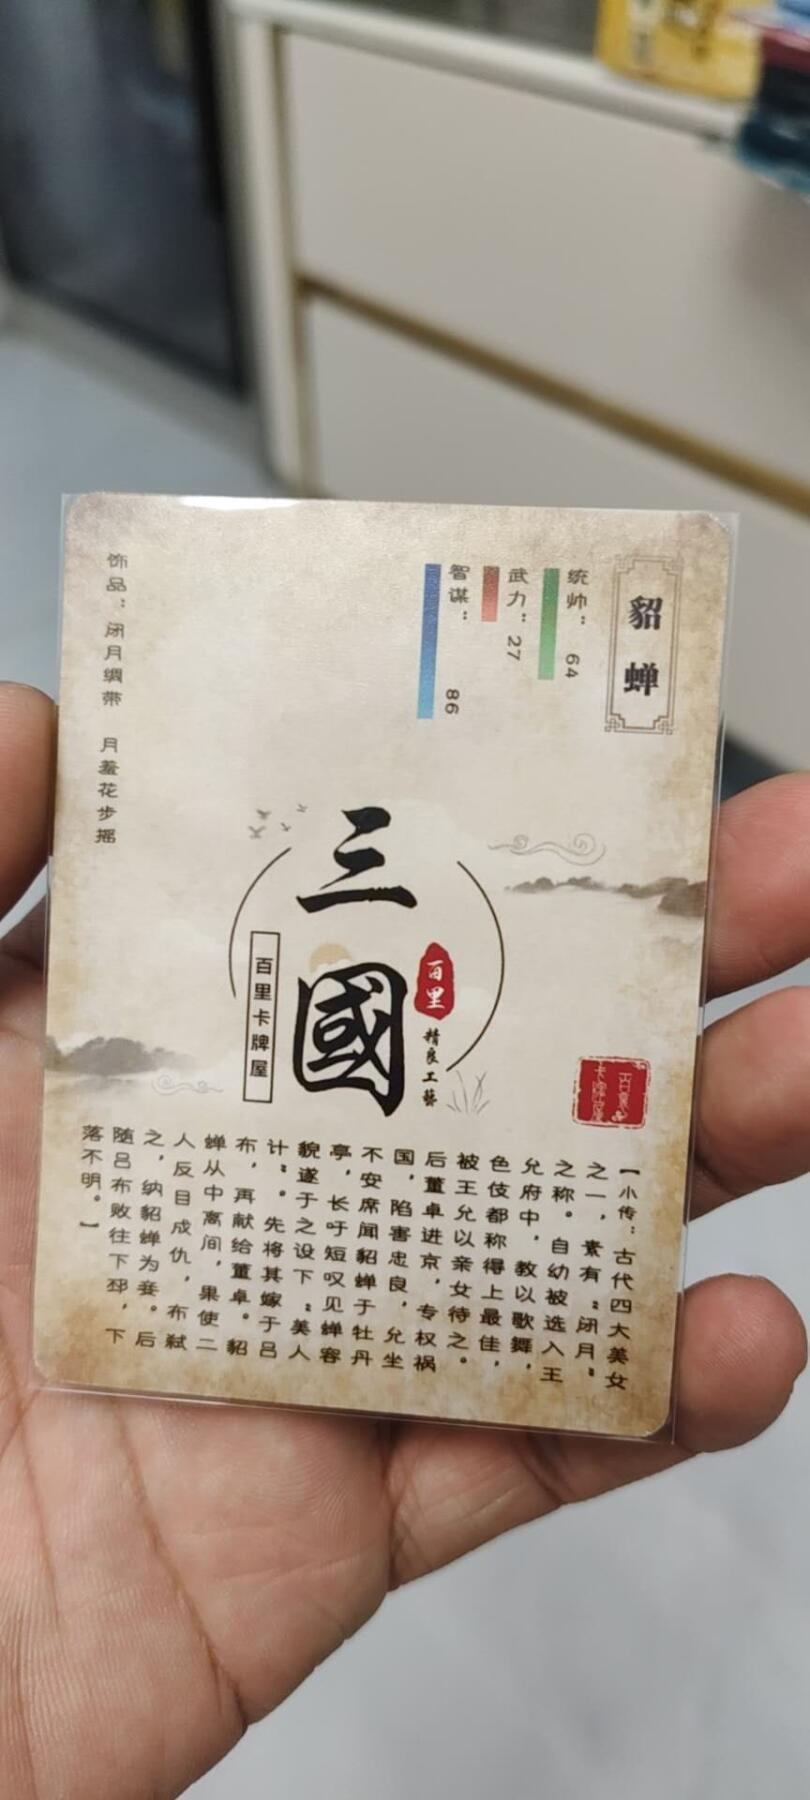 貂蝉
统帅：64
武力：27
智谋：86
饰品：闭月绸带 月羞花步摇
三國
百里
精良工藝
百里卡牌屋
【小传：古代四大美女
之一，素有“闭月”
之称。自幼被选入王
允府中，教以歌舞，
色伎都称得上最佳，
被王允以亲女待之。
后董卓进京，专权祸
国，陷害忠良，允坐
不安席闻貂蝉于牡丹
亭，长吁短叹见蝉容
貌遂于之设下“美人
计”。先将其嫁于吕
布，再献给董卓。貂
蝉从中离间，果使二
人反目成仇，布弑
之，纳貂蝉为妾。后
随吕布败往下邳，下
落不明。】